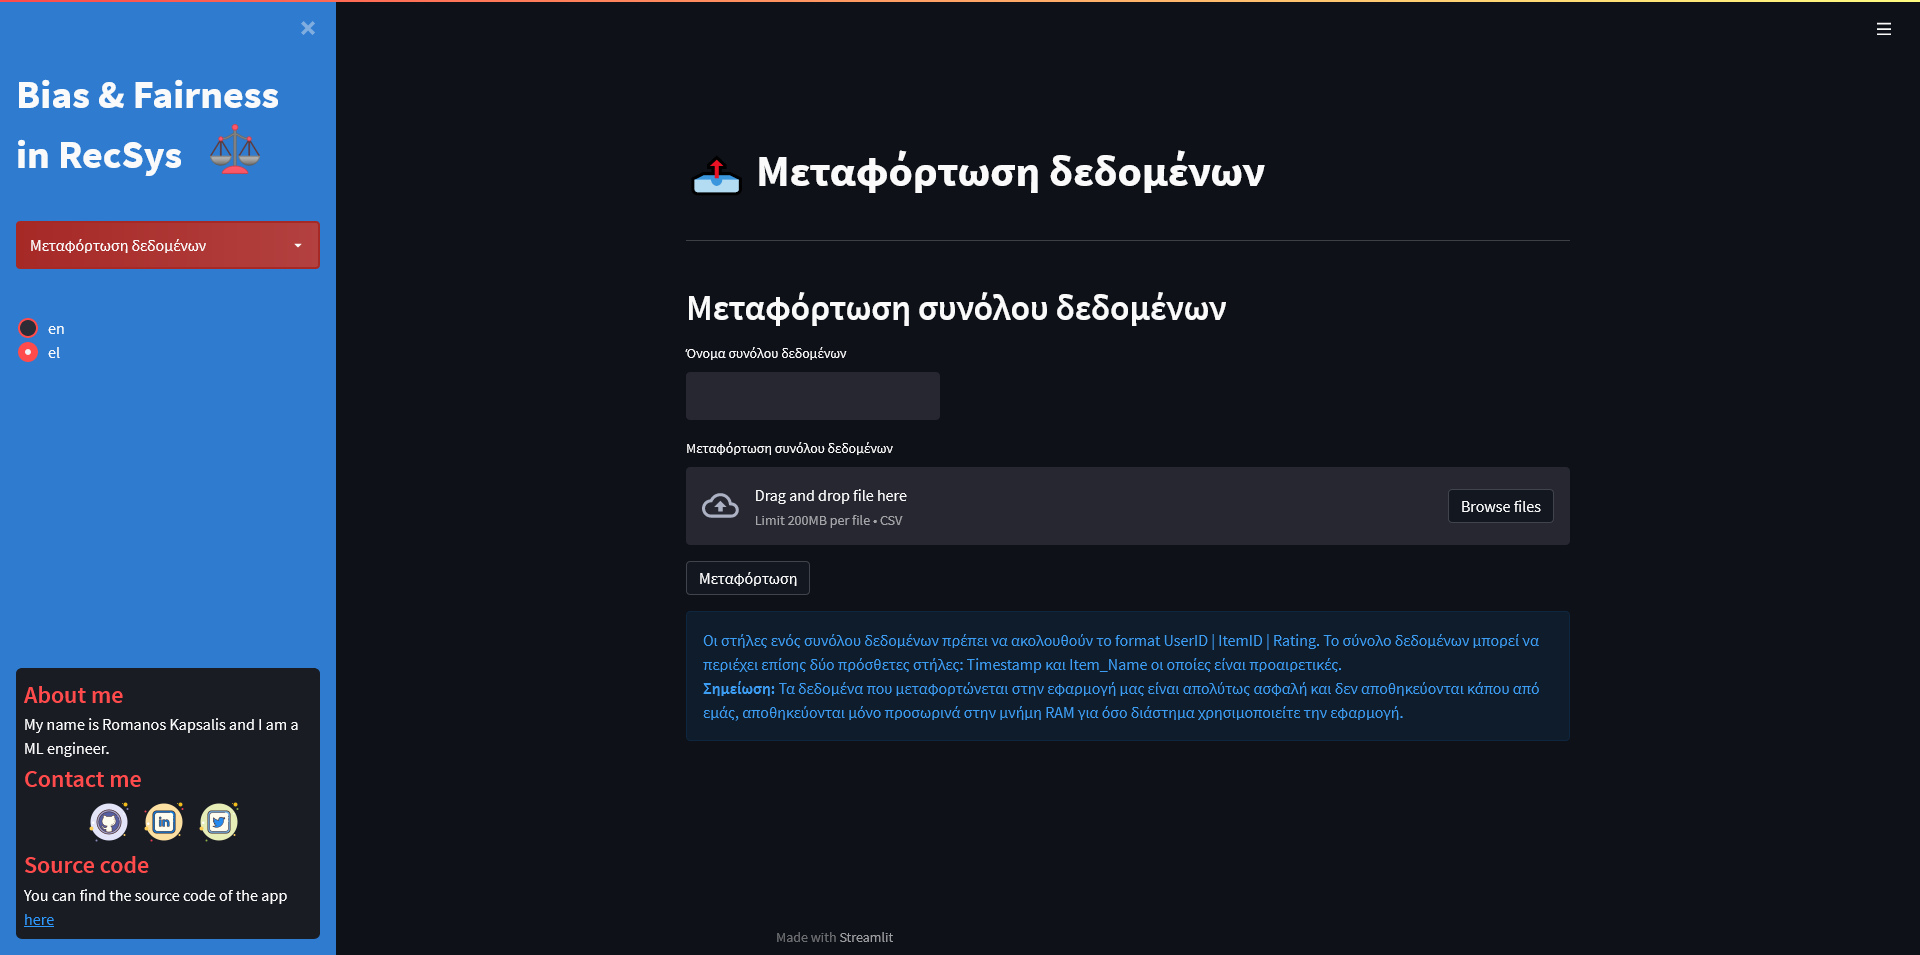 Bias & Fairness
in RecSys
Μεταφόρτωση δεδομένων
en
el
About me
My name is Romanos Kapsalis and I am a
ML engineer.
Contact me
in
Source code
You can find the source code of the app
here
Μεταφόρτωση δεδομένων
Μεταφόρτωση συνόλου δεδομένων
Όνομα συνόλου δεδομένων
Μεταφόρτωση συνόλου δεδομένων
Drag and drop file here
Limit 200MB per file • CSV
Browse files
Μεταφόρτωση
Οι στήλες ενός συνόλου δεδομένων πρέπει να ακολουθούν το format UserID | ItemID | Rating. Το σύνολο δεδομένων μπορεί να
περιέχει επίσης δύο πρόσθετες στήλες: Timestamp και Item_Name οι οποίες είναι προαιρετικές.
Σημείωση: Τα δεδομένα που μεταφορτώνεται στην εφαρμογή μας είναι απολύτως ασφαλή και δεν αποθηκεύονται κάπου από
εμάς, αποθηκεύονται μόνο προσωρινά στην μνήμη RAM για όσο διάστημα χρησιμοποιείτε την εφαρμογή.
Made with Streamlit